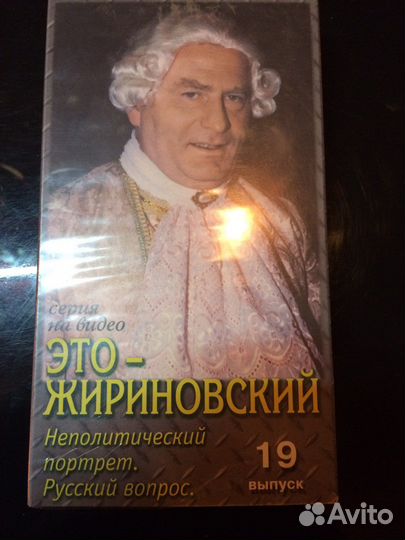 серия
на видео
ЭТО -
ЖИРИНОВСКИЙ
Неполитический
портрет.
Русский вопрос.
19
выпуск
Avito